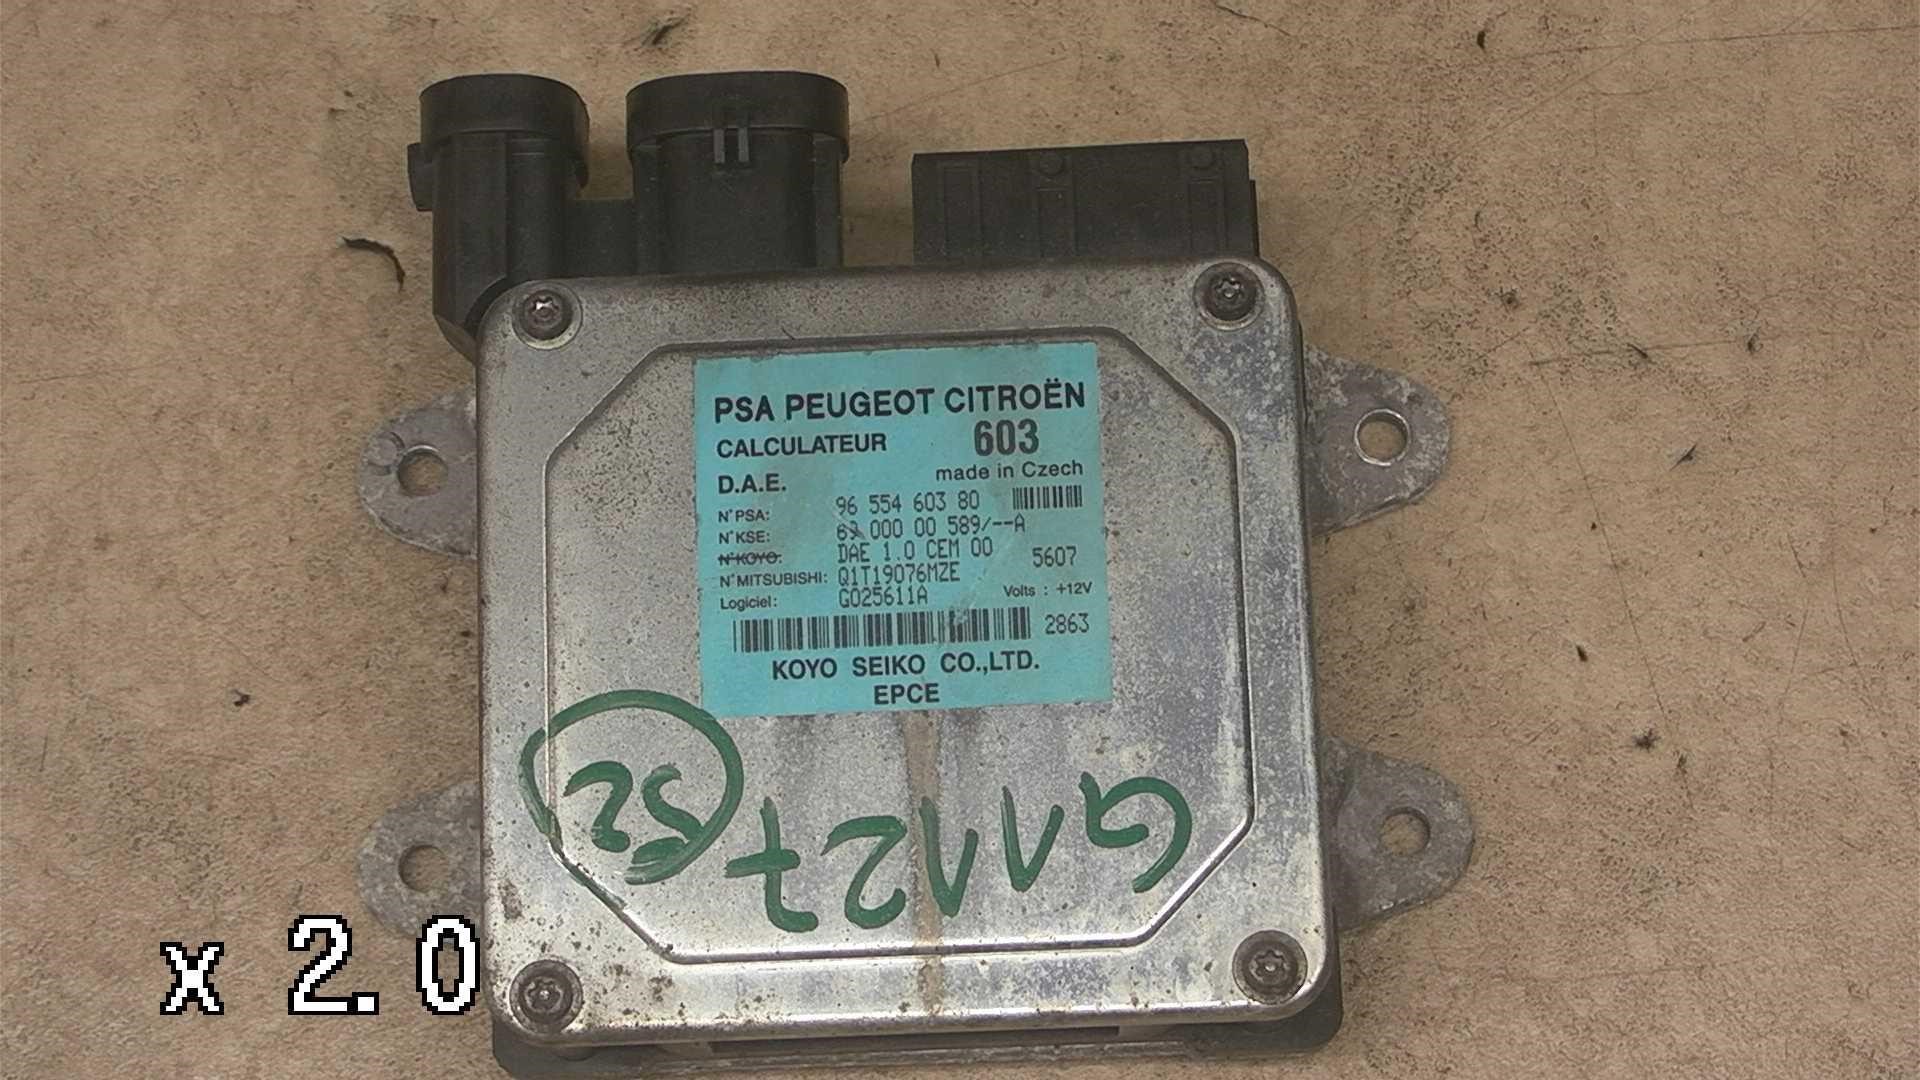 PSA PEUGEOT CITROËN
CALCULATEUR 603
D.A.E. made in Czech
N°PSA: 96 554 603 80
N°KSE: 000 00 589/--A
N°KOYO: DAE 1.0 CEM 00 5607
N°MITSUBISHI: Q1T19076MZE
Logiciel: G025611A Volts : +12V
2863
KOYO SEIKO CO.,LTD.
EPCE
G1127 52
x 2.0